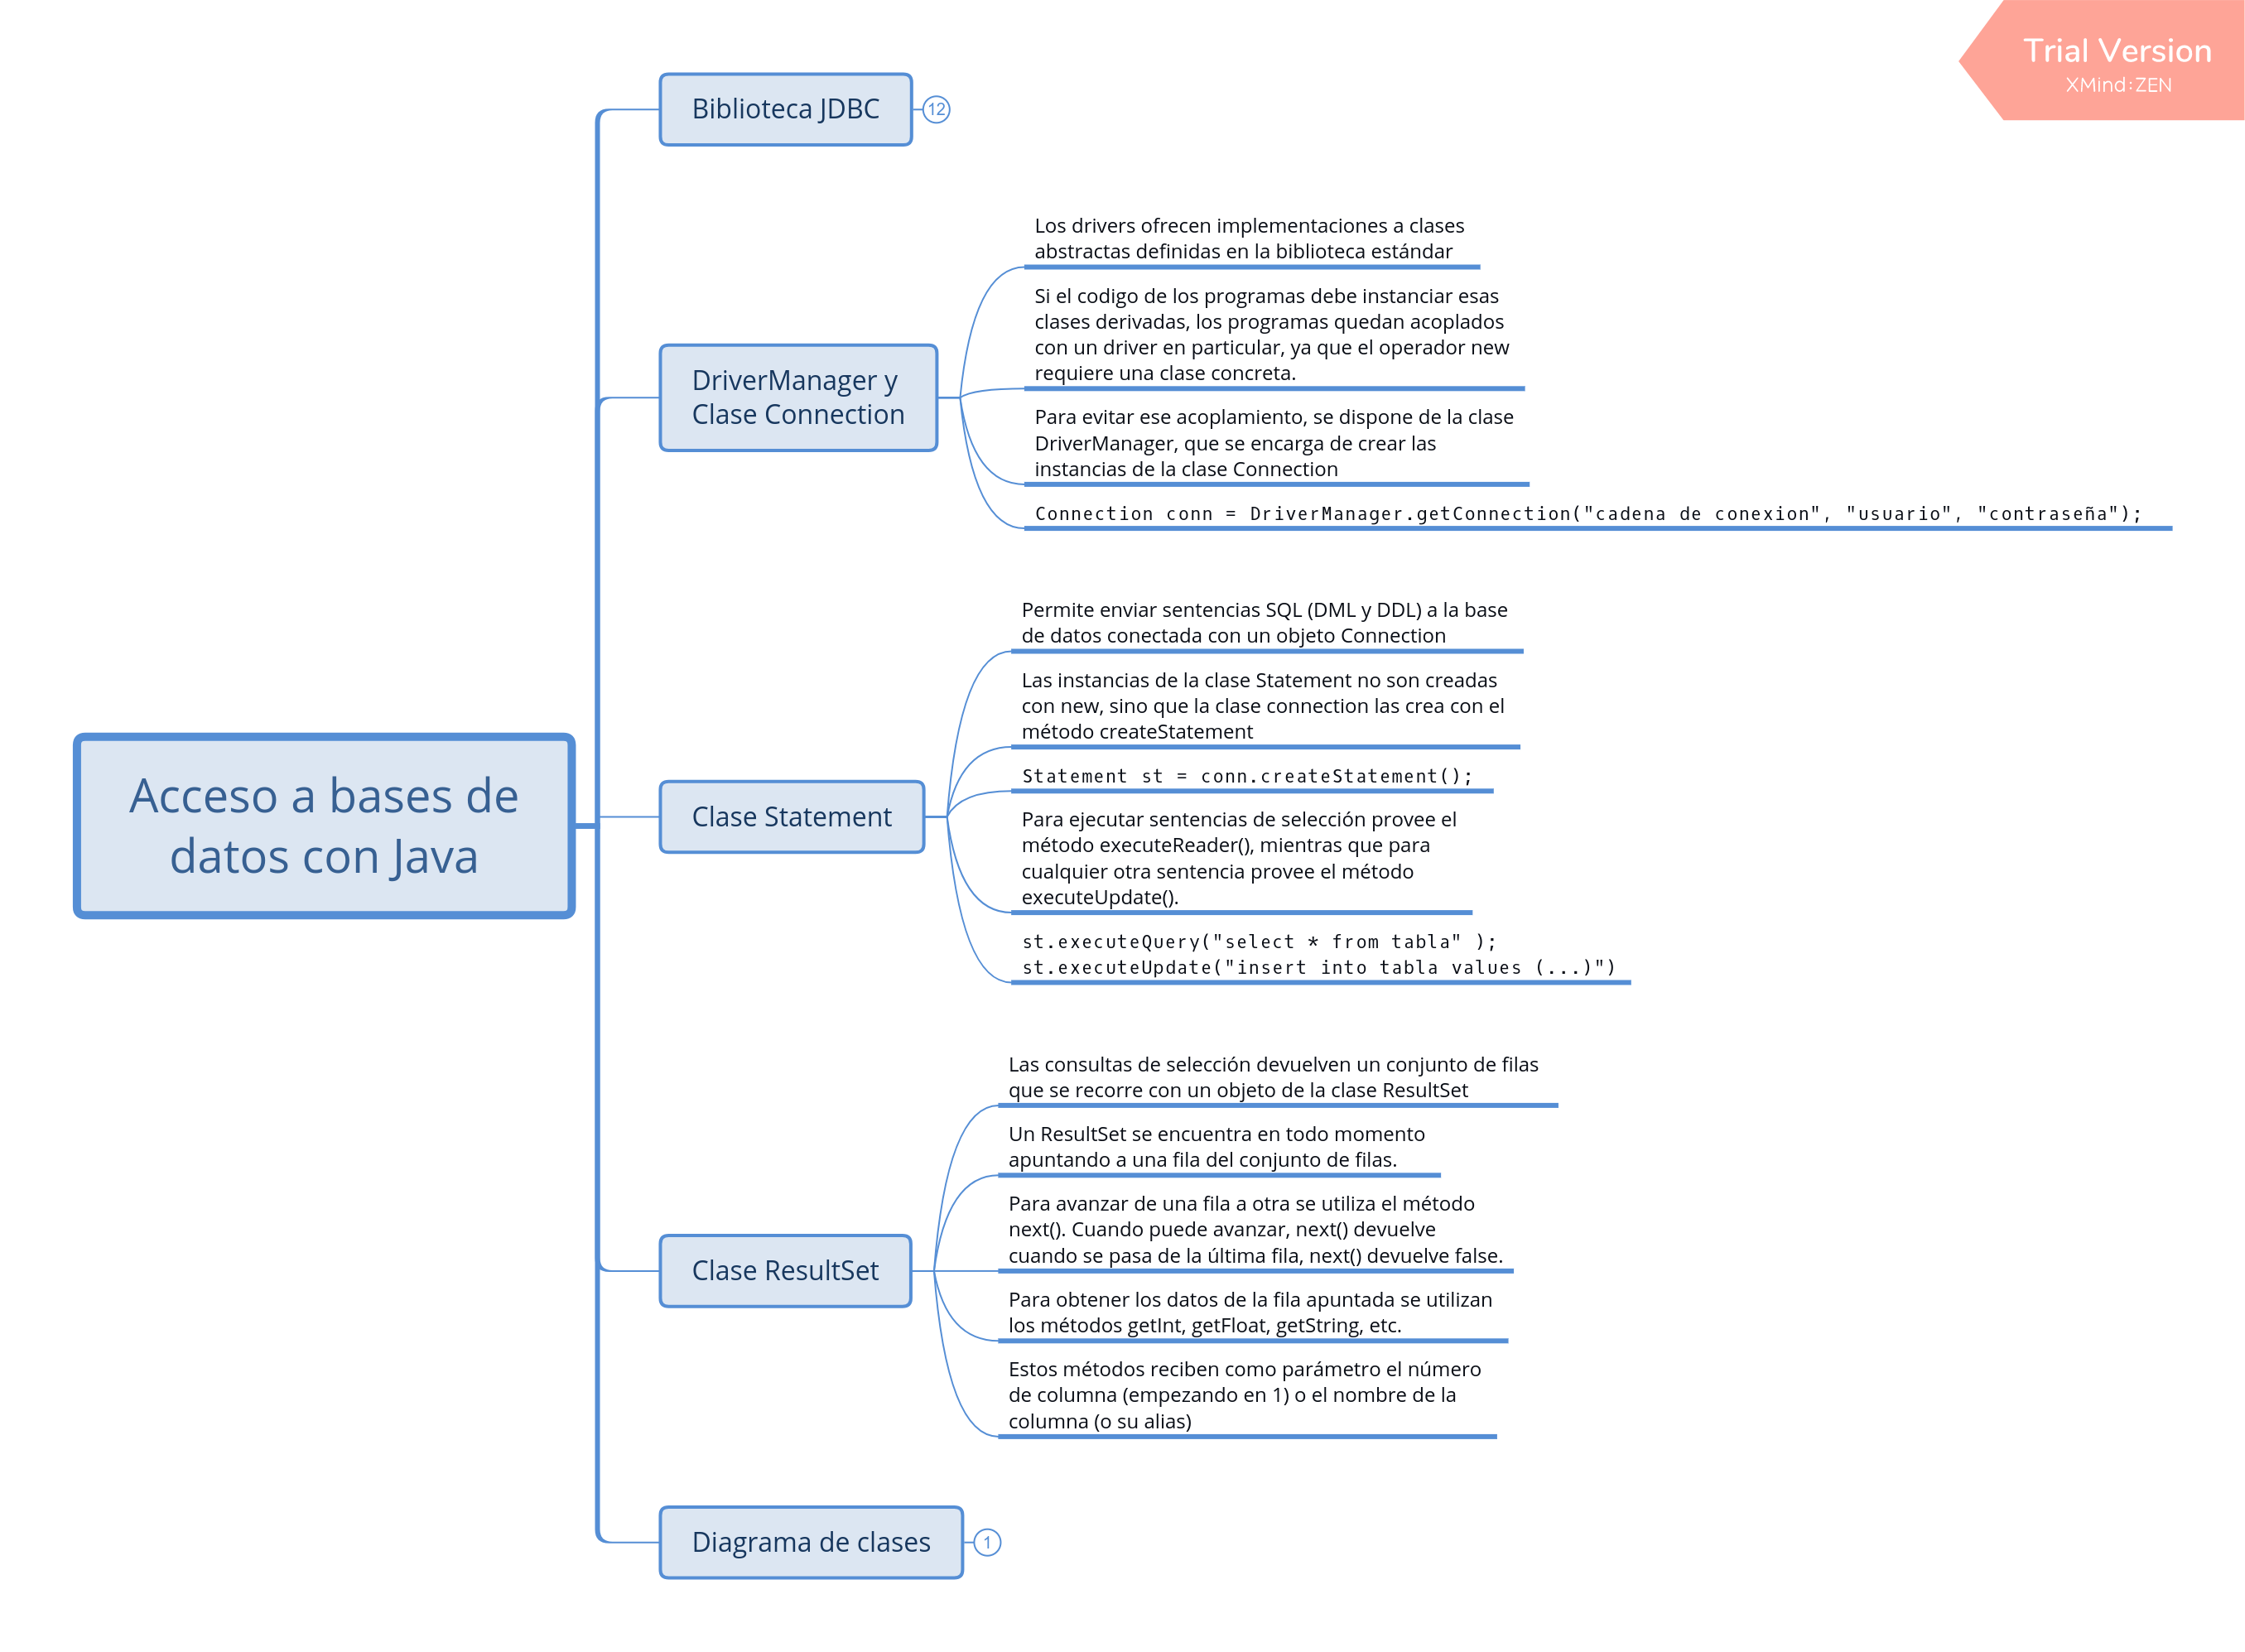 Trial Version
XMind:ZEN
Biblioteca JDBC
12
Los drivers ofrecen implementaciones a clases
abstractas definidas en la biblioteca estándar
Si el codigo de los programas debe instanciar esas
clases derivadas, los programas quedan acoplados
con un driver en particular, ya que el operador new
requiere una clase concreta.
DriverManager y
Clase Connection
Para evitar ese acoplamiento, se dispone de la clase
DriverManager, que se encarga de crear las
instancias de la clase Connection
Connection conn = DriverManager.getConnection("cadena de conexion", "usuario", "contraseña");
Permite enviar sentencias SQL (DML y DDL) a la base
de datos conectada con un objeto Connection
Las instancias de la clase Statement no son creadas
con new, sino que la clase connection las crea con el
método createStatement
Statement st = conn.createStatement();
Acceso a bases de
datos con Java
Clase Statement
Para ejecutar sentencias de selección provee el
método executeReader(), mientras que para
cualquier otra sentencia provee el método
executeUpdate().
st.executeQuery("select * from tabla" );
st.executeUpdate("insert into tabla values (...)")
Las consultas de selección devuelven un conjunto de filas
que se recorre con un objeto de la clase ResultSet
Un ResultSet se encuentra en todo momento
apuntando a una fila del conjunto de filas.
Para avanzar de una fila a otra se utiliza el método
next(). Cuando puede avanzar, next() devuelve
cuando se pasa de la última fila, next() devuelve false.
Clase ResultSet
Para obtener los datos de la fila apuntada se utilizan
los métodos getInt, getFloat, getString, etc.
Estos métodos reciben como parámetro el número
de columna (empezando en 1) o el nombre de la
columna (o su alias)
Diagrama de clases
1